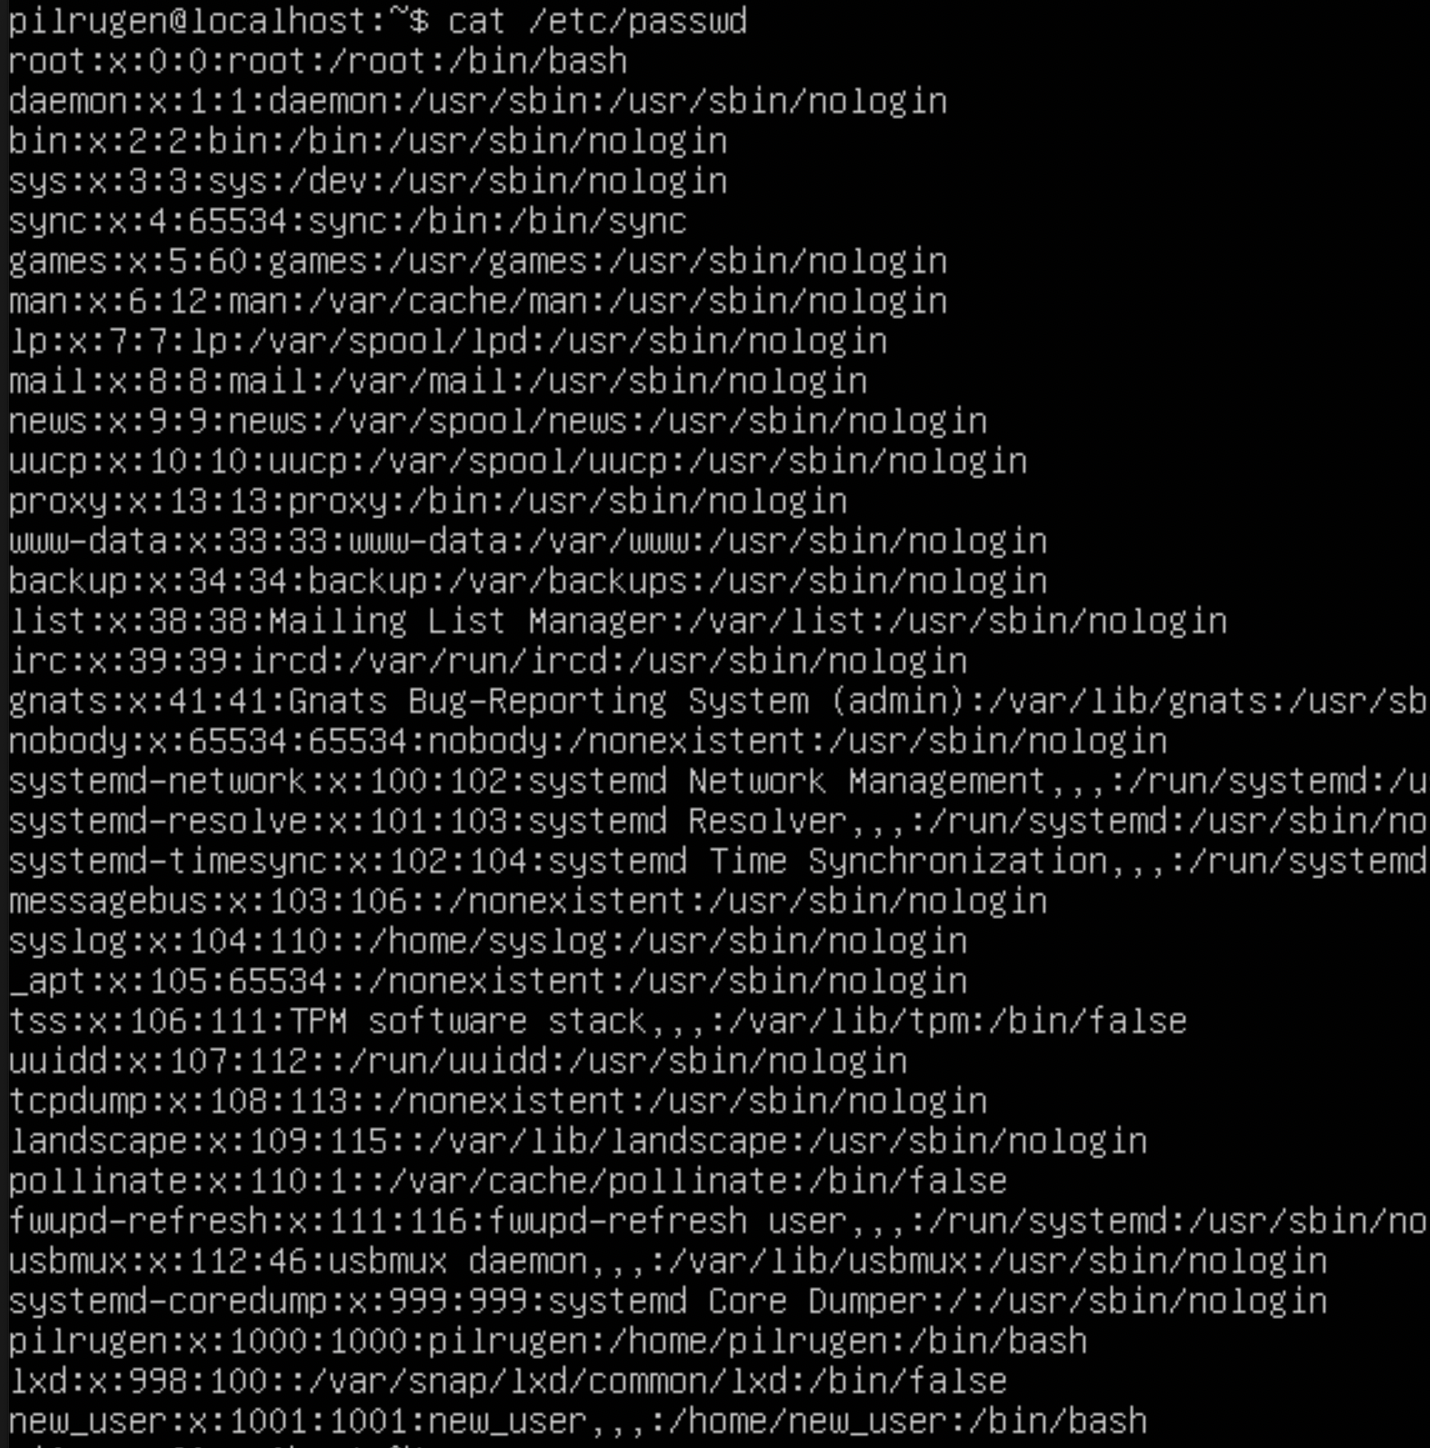 pilrugen@localhost:~$ cat /etc/passwd
root:x:0:0:root:/root:/bin/bash
daemon:x:1:1:daemon:/usr/sbin:/usr/sbin/nologin
bin:x:2:2:bin:/bin:/usr/sbin/nologin
sys:x:3:3:sys:/dev:/usr/sbin/nologin
sync:x:4:65534:sync:/bin:/bin/sync
games:x:5:60:games:/usr/games:/usr/sbin/nologin
man:x:6:12:man:/var/cache/man:/usr/sbin/nologin
lp:x:7:7:lp:/var/spool/lpd:/usr/sbin/nologin
mail:x:8:8:mail:/var/mail:/usr/sbin/nologin
news:x:9:9:news:/var/spool/news:/usr/sbin/nologin
uucp:x:10:10:uucp:/var/spool/uucp:/usr/sbin/nologin
proxy:x:13:13:proxy:/bin:/usr/sbin/nologin
www-data:x:33:33:www-data:/var/www:/usr/sbin/nologin
backup:x:34:34:backup:/var/backups:/usr/sbin/nologin
list:x:38:38:Mailing List Manager:/var/list:/usr/sbin/nologin
irc:x:39:39:ircd:/var/run/ircd:/usr/sbin/nologin
gnats:x:41:41:Gnats Bug-Reporting System (admin):/var/lib/gnats:/usr/sb
nobody:x:65534:65534:nobody:/nonexistent:/usr/sbin/nologin
systemd-network:x:100:102:systemd Network Management,,,:/run/systemd:/u
systemd-resolve:x:101:103:systemd Resolver,,,:/run/systemd:/usr/sbin/no
systemd-timesync:x:102:104:systemd Time Synchronization,,,:/run/systemd
messagebus:x:103:106::/nonexistent:/usr/sbin/nologin
syslog:x:104:110::/home/syslog:/usr/sbin/nologin
_apt:x:105:65534::/nonexistent:/usr/sbin/nologin
tss:x:106:111:TPM software stack,,,:/var/lib/tpm:/bin/false
uuidd:x:107:112::/run/uuidd:/usr/sbin/nologin
tcpdump:x:108:113::/nonexistent:/usr/sbin/nologin
landscape:x:109:115::/var/lib/landscape:/usr/sbin/nologin
pollinate:x:110:1::/var/cache/pollinate:/bin/false
fwupd-refresh:x:111:116:fwupd-refresh user,,,:/run/systemd:/usr/sbin/no
usbmux:x:112:46:usbmux daemon,,,:/var/lib/usbmux:/usr/sbin/nologin
systemd-coredump:x:999:999:systemd Core Dumper:/:/usr/sbin/nologin
pilrugen:x:1000:1000:pilrugen:/home/pilrugen:/bin/bash
lxd:x:998:100::/var/snap/lxd/common/lxd:/bin/false
new_user:x:1001:1001:new_user,,,:/home/new_user:/bin/bash